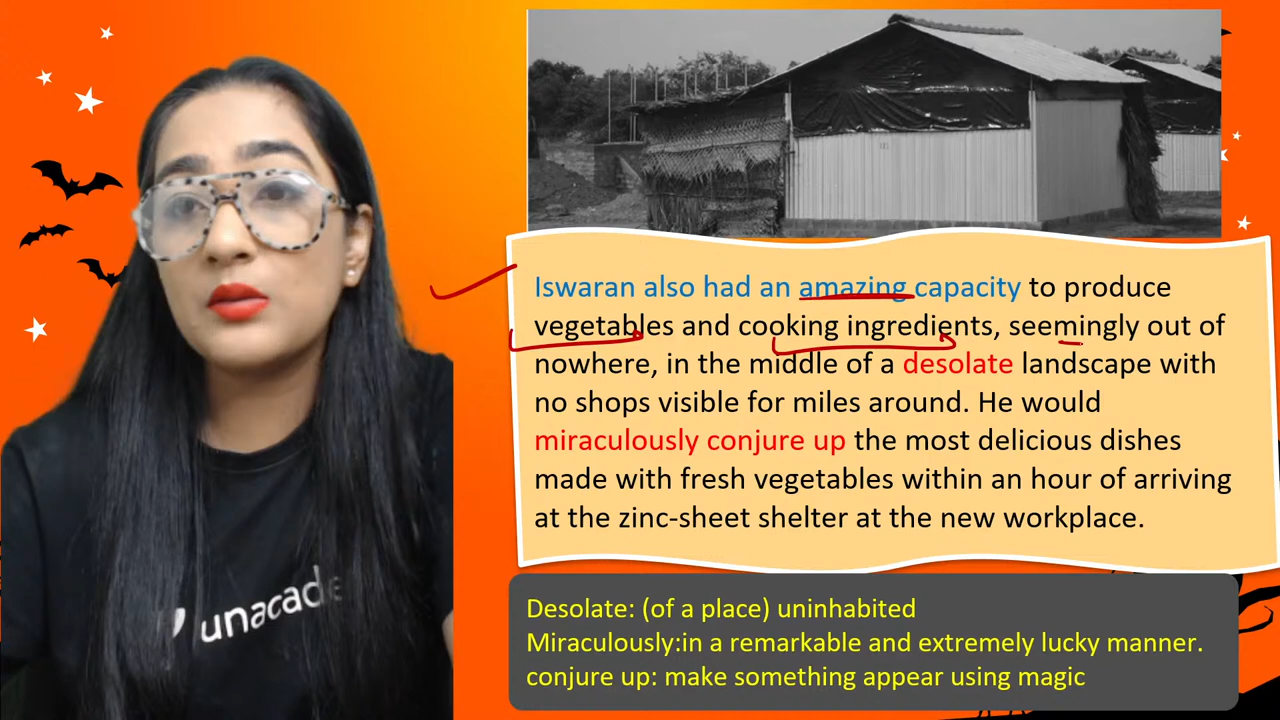 Iswaran also had an amazing capacity to produce
vegetables and cooking ingredients, seemingly out of
nowhere, in the middle of a desolate landscape with
no shops visible for miles around. He would
miraculously conjure up the most delicious dishes
made with fresh vegetables within an hour of arriving
at the zinc-sheet shelter at the new workplace.
Desolate: (of a place) uninhabited
Miraculously:in a remarkable and extremely lucky manner.
conjure up: make something appear using magic